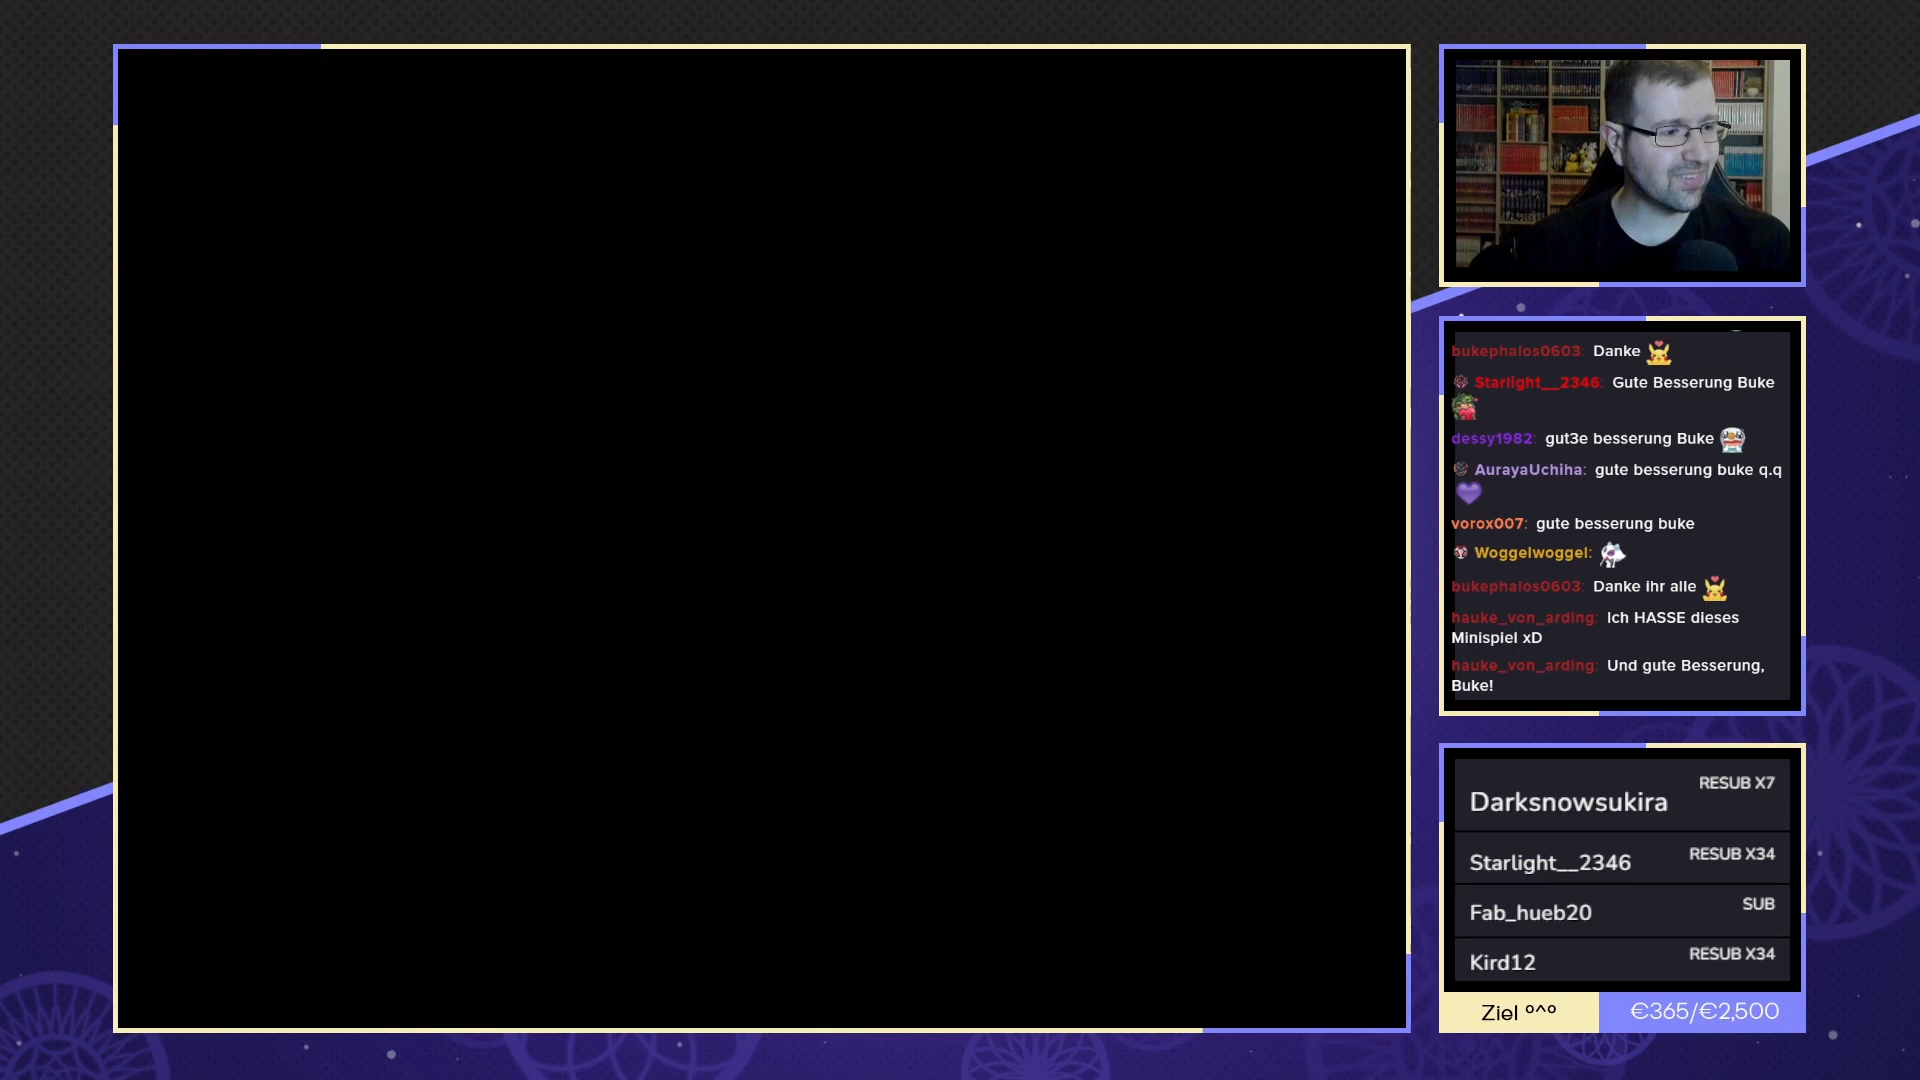 bukephalos0603: Danke
Starlight__2346: Gute Besserung Buke
dessy1982: gut3e besserung Buke
AurayaUchiha: gute besserung buke q.q
vorox007: gute besserung buke
Woggelwoggel:
bukephalos0603: Danke ihr alle
hauke_von_arding: Ich HASSE dieses
Minispiel xD
hauke_von_arding: Und gute Besserung,
Buke!
RESUB X7
Darksnowsukira
Starlight__2346 RESUB X34
Fab_hueb20 SUB
Kird12 RESUB X34
Ziel °^° €365/€2,500